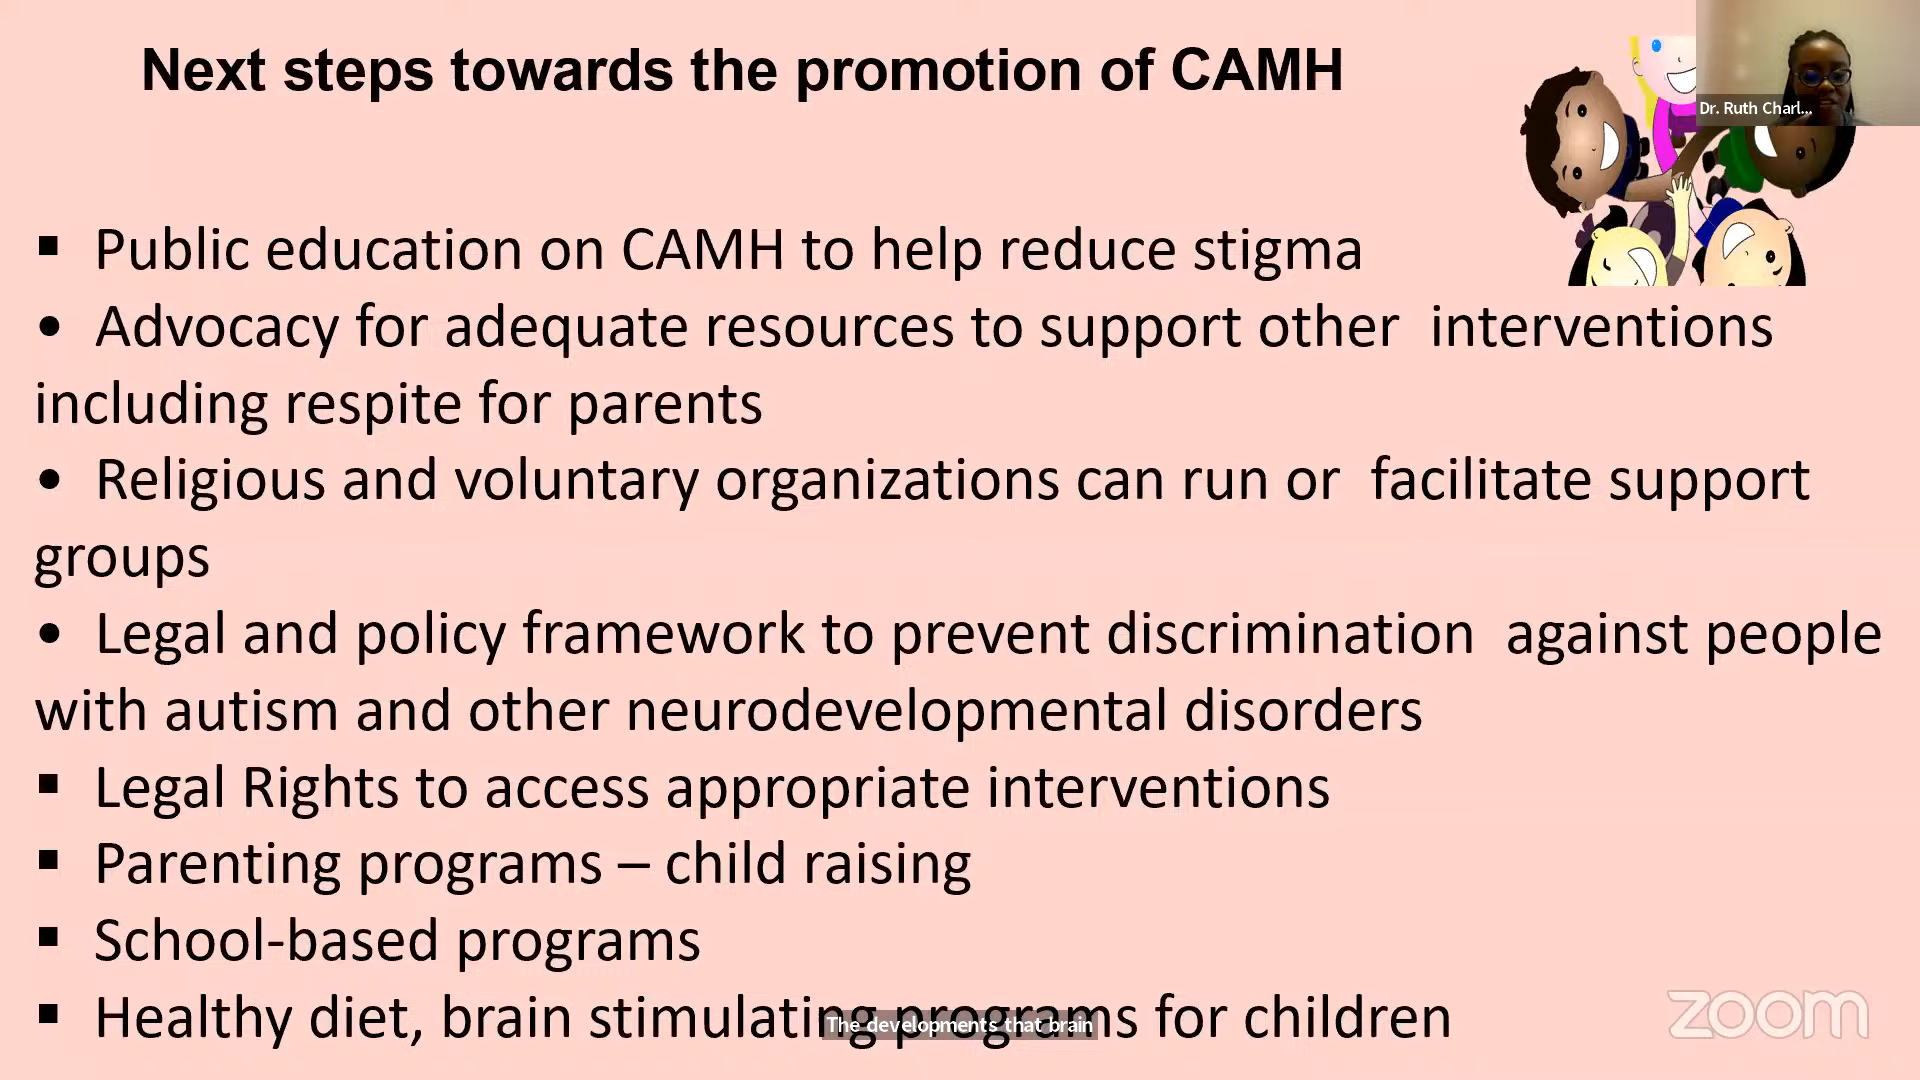 Next steps towards the promotion of CAMH
Dr. Ruth Charl...
▪ Public education on CAMH to help reduce stigma
• Advocacy for adequate resources to support other interventions
including respite for parents
• Religious and voluntary organizations can run or facilitate support
groups
• Legal and policy framework to prevent discrimination against people
with autism and other neurodevelopmental disorders
▪ Legal Rights to access appropriate interventions
▪ Parenting programs – child raising
▪ School-based programs
▪ Healthy diet, brain stimulating programs for children
The developments that brain
zoom